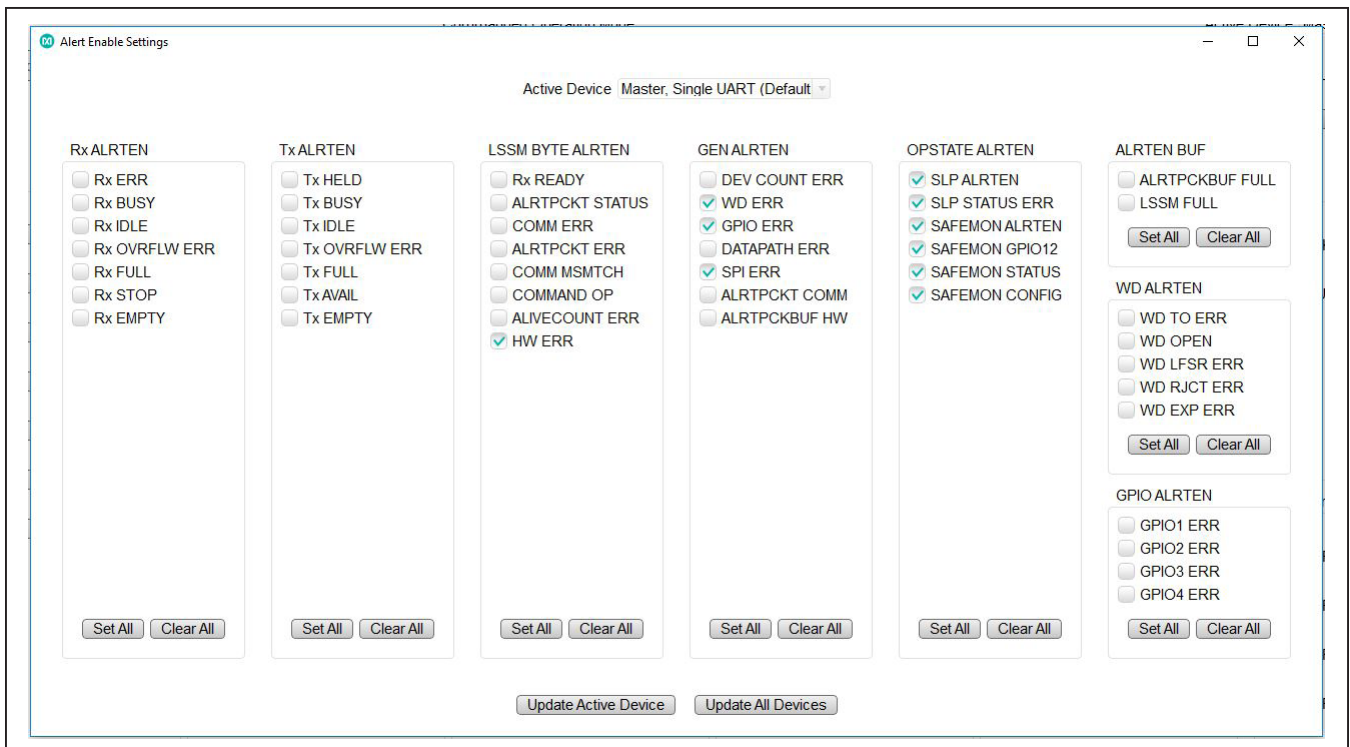 Alert Enable Settings
Active Device Master, Single UART (Default
Rx ALRTEN
Rx ERR
Rx BUSY
Rx IDLE
Rx OVRFLW ERR
Rx FULL
Rx STOP
Rx EMPTY
Set All Clear All
Tx ALRTEN
Tx HELD
Tx BUSY
Tx IDLE
Tx OVRFLW ERR
Tx FULL
Tx AVAIL
Tx EMPTY
Set All Clear All
LSSM BYTE ALRTEN
Rx READY
ALRTPCKT STATUS
COMM ERR
ALRTPCKT ERR
COMM MSMTCH
COMMAND OP
ALIVECOUNT ERR
HW ERR
Set All Clear All
GEN ALRTEN
DEV COUNT ERR
WD ERR
GPIO ERR
DATAPATH ERR
SPI ERR
ALRTPCKT COMM
ALRTPCKBUF HW
Set All Clear All
OPSTATE ALRTEN
SLP ALRTEN
SLP STATUS ERR
SAFEMON ALRTEN
SAFEMON GPIO12
SAFEMON STATUS
SAFEMON CONFIG
Set All Clear All
ALRTEN BUF
ALRTPCKBUF FULL
LSSM FULL
Set All Clear All
WD ALRTEN
WD TO ERR
WD OPEN
WD LFSR ERR
WD RJCT ERR
WD EXP ERR
Set All Clear All
GPIO ALRTEN
GPIO1 ERR
GPIO2 ERR
GPIO3 ERR
GPIO4 ERR
Set All Clear All
Update Active Device Update All Devices